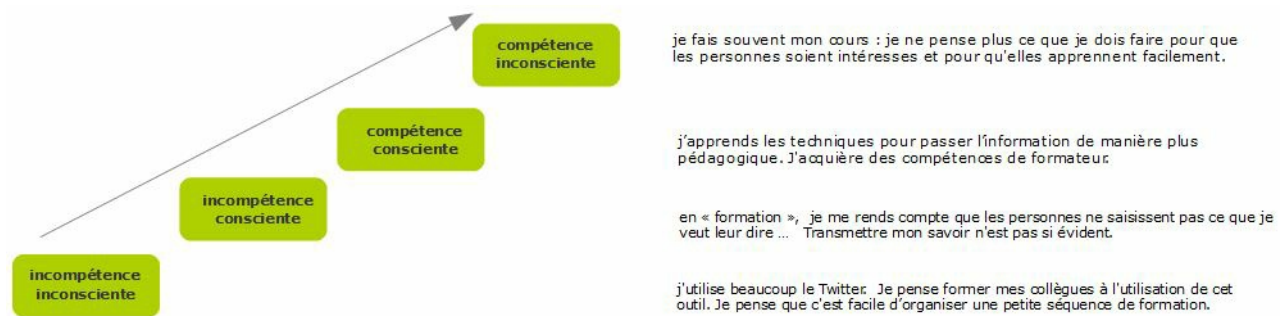 compétence
inconsciente
je fais souvent mon cours : je ne pense plus ce que je dois faire pour que
les personnes soient intéresses et pour qu'elles apprennent facilement.
compétence
consciente
j'apprends les techniques pour passer l'information de manière plus
pédagogique. J'acquière des compétences de formateur.
incompétence
consciente
en « formation », je me rends compte que les personnes ne saisissent pas ce que je
veut leur dire ... Transmettre mon savoir n'est pas si évident.
incompétence
inconsciente
j'utilise beaucoup le Twitter. Je pense former mes collègues à l'utilisation de cet
outil. Je pense que c'est facile d'organiser une petite séquence de formation.